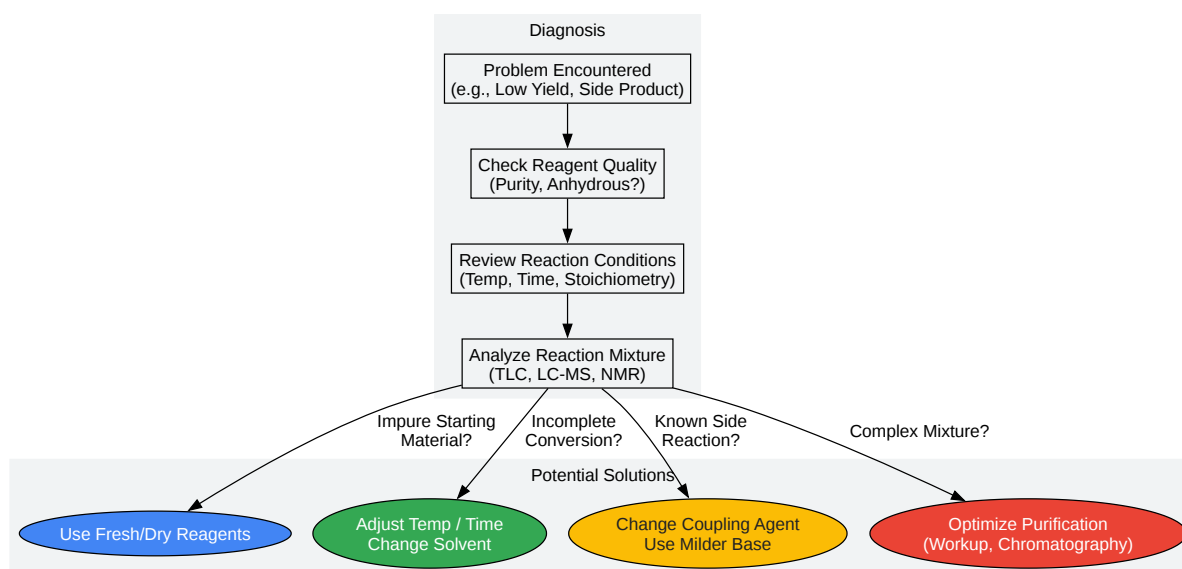 Diagnosis
Problem Encountered
(e.g., Low Yield, Side Product)
Check Reagent Quality
(Purity, Anhydrous?)
Review Reaction Conditions
(Temp, Time, Stoichiometry)
Analyze Reaction Mixture
(TLC, LC-MS, NMR)
Impure Starting
Material?
Incomplete
Conversion?
Known Side
Reaction?
Complex Mixture?
Potential Solutions
Use Fresh/Dry Reagents
Adjust Temp / Time
Change Solvent
Change Coupling Agent
Use Milder Base
Optimize Purification
(Workup, Chromatography)